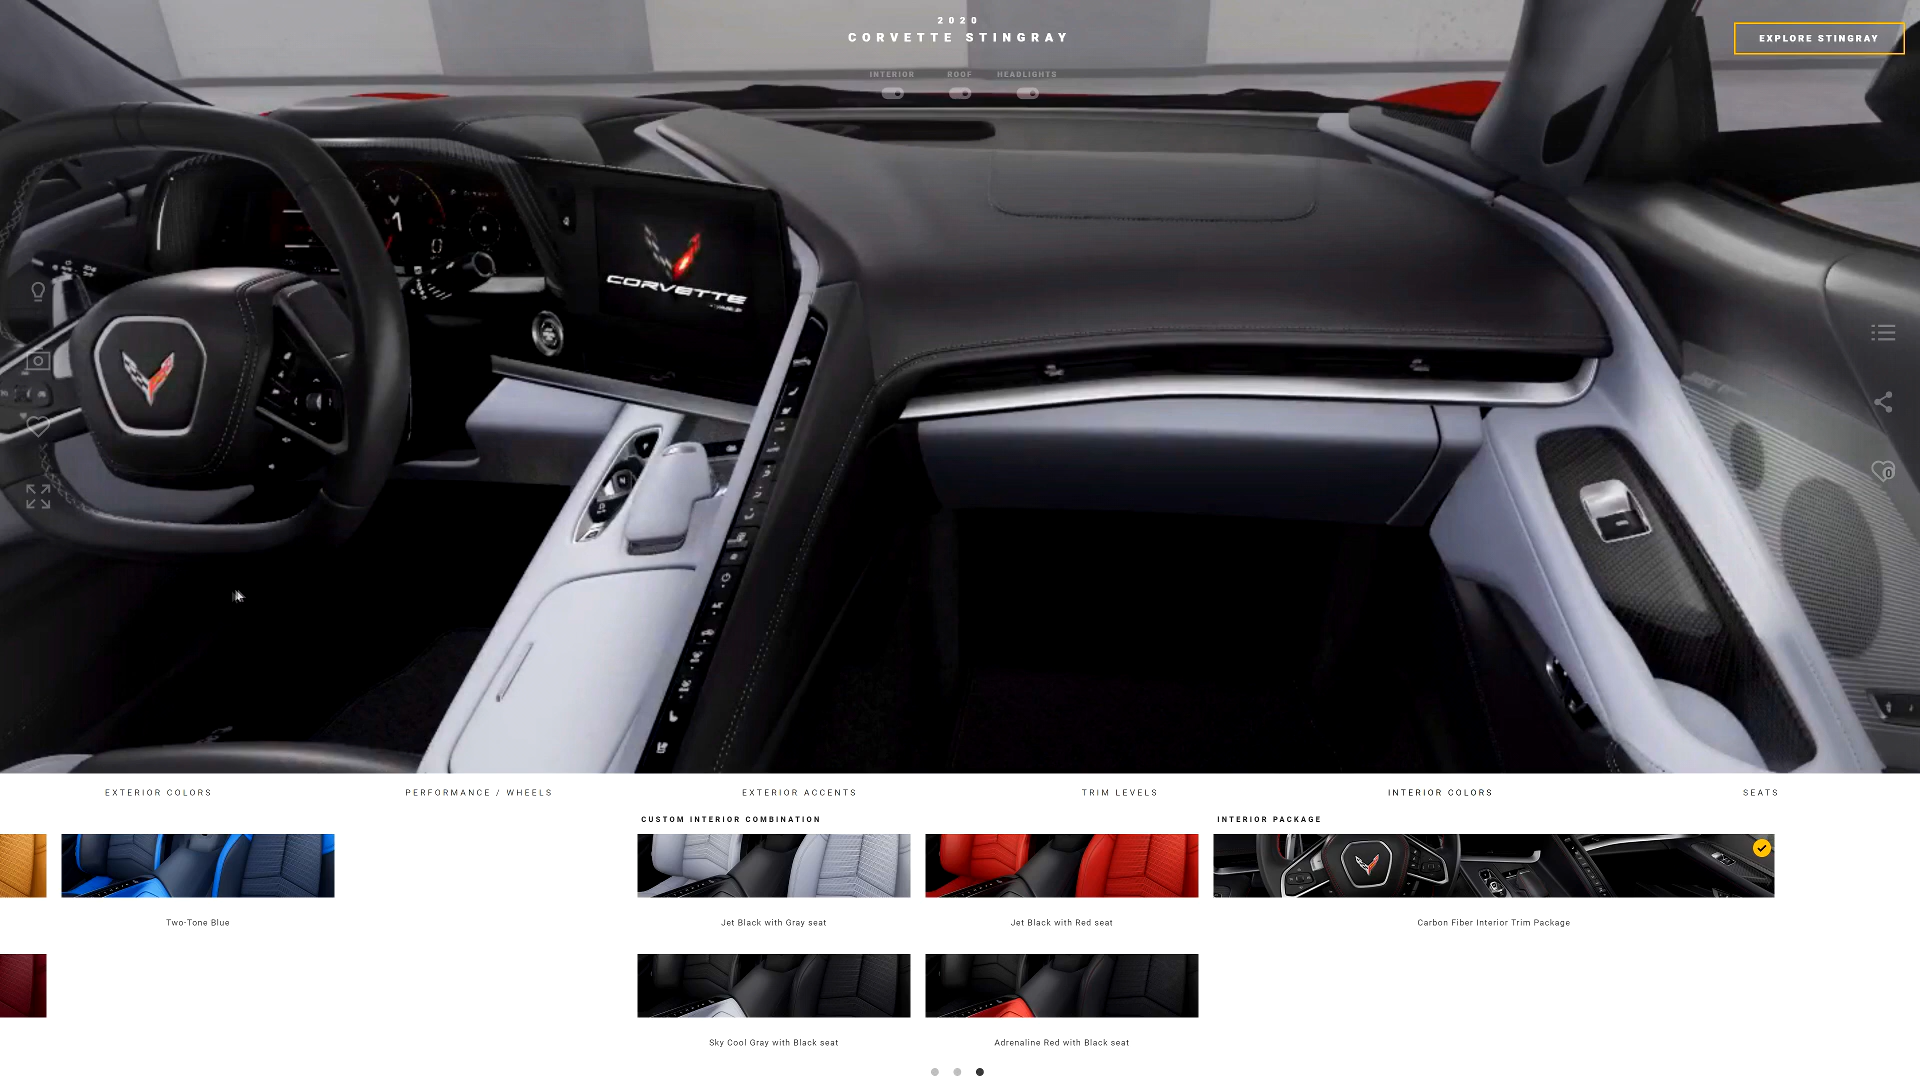 2020
CORVETTE STINGRAY
EXPLORE STINGRAY
INTERIOR ROOF HEADLIGHTS
1
CORVETTE
0
EXTERIOR COLORS PERFORMANCE / WHEELS EXTERIOR ACCENTS TRIM LEVELS INTERIOR COLORS SEATS
CUSTOM INTERIOR COMBINATION INTERIOR PACKAGE
Two-Tone Blue Jet Black with Gray seat Jet Black with Red seat Carbon Fiber Interior Trim Package
Sky Cool Gray with Black seat Adrenaline Red with Black seat